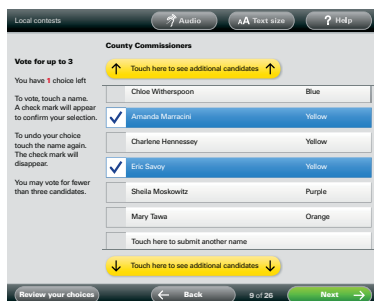 Local contests
Audio
AA Text size
? Help
County Commissioners
Vote for up to 3
You have 1 choice left
To vote, touch a name.
A check mark will appear
to confirm your selection.
To undo your choice
touch the name again.
The check mark will
disappear.
You may vote for fewer
than three candidates.
Touch here to see additional candidates
Chloe Witherspoon Blue
Amanda Marracini Yellow
Charlene Hennessey Yellow
Eric Savoy Yellow
Sheila Moskowitz Purple
Mary Tawa Orange
Touch here to submit another name
Touch here to see additional candidates
Review your choices
Back
9 of 26
Next